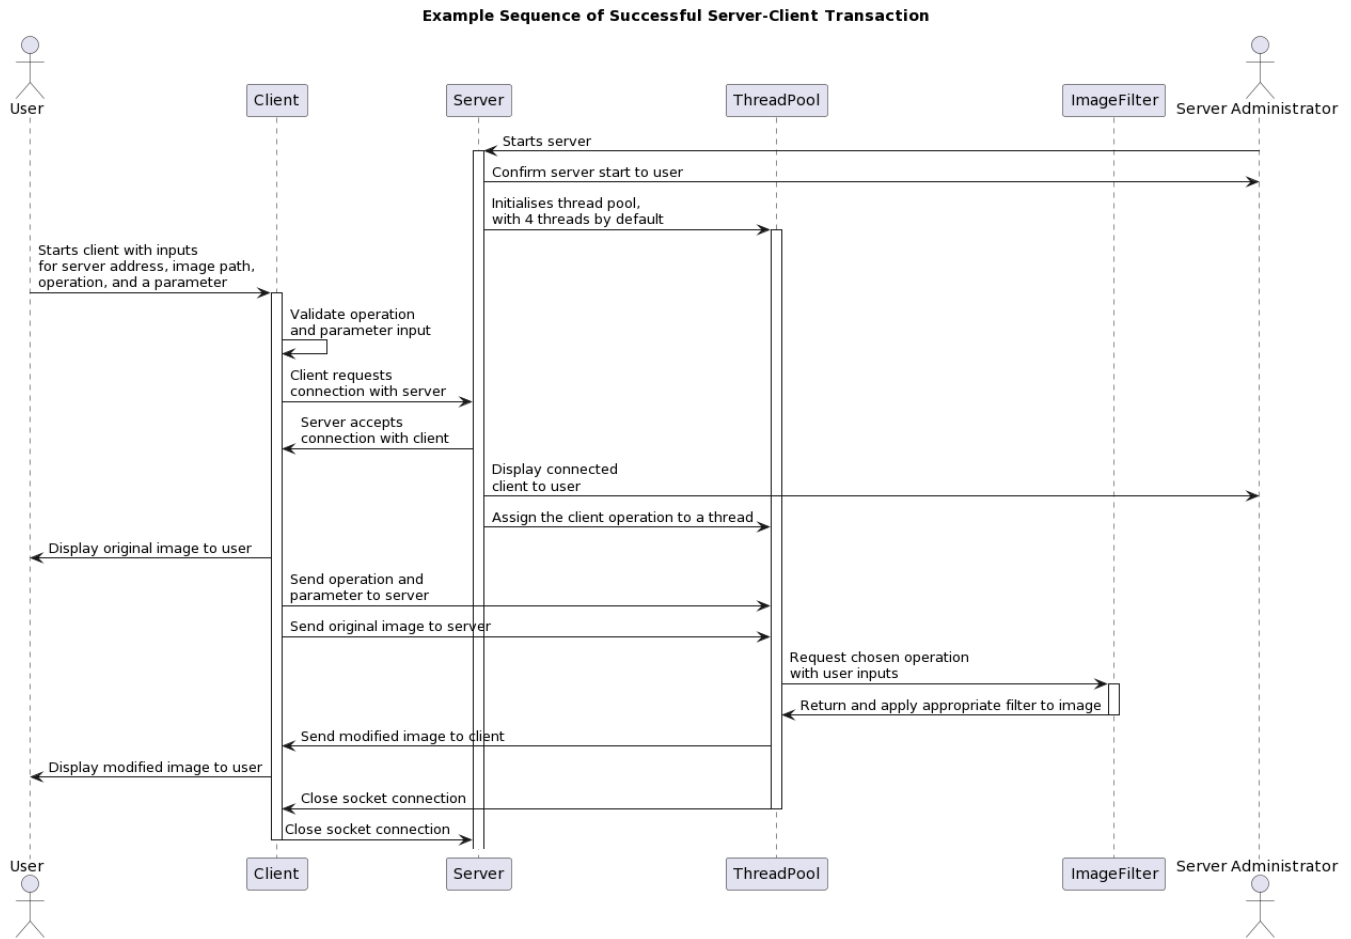 Example Sequence of Successful Server-Client Transaction
User
Client
Server
ThreadPool
ImageFilter
Server Administrator
Starts server
Confirm server start to user
Initialises thread pool,
with 4 threads by default
Starts client with inputs
for server address, image path,
operation, and a parameter
Validate operation
and parameter input
Client requests
connection with server
Server accepts
connection with client
Display connected
client to user
Assign the client operation to a thread
Display original image to user
Send operation and
parameter to server
Send original image to server
Request chosen operation
with user inputs
Return and apply appropriate filter to image
Send modified image to client
Display modified image to user
Close socket connection
Close socket connection
User
Client
Server
ThreadPool
ImageFilter
Server Administrator